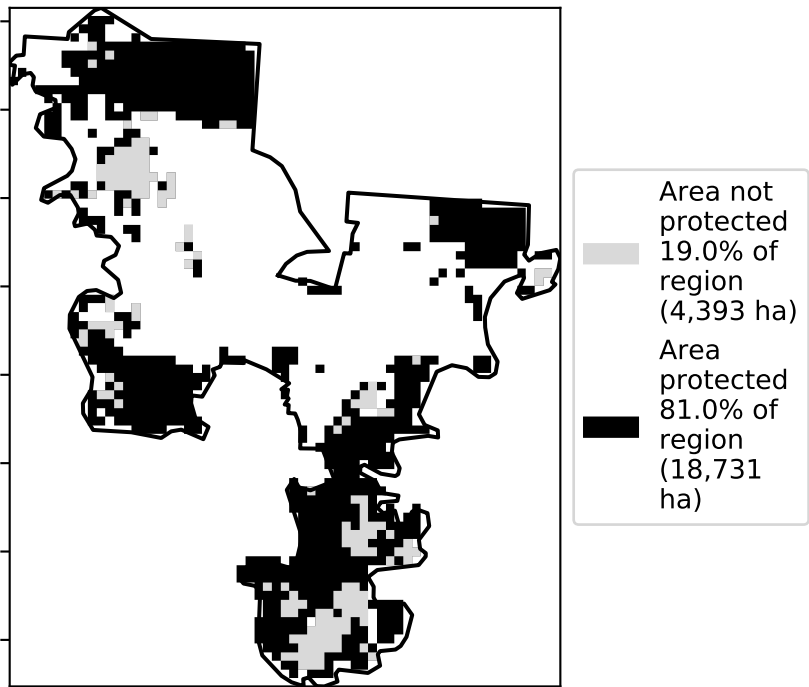 Area not
protected
19.0% of
region
(4,393 ha)
Area
protected
81.0% of
region
(18,731
ha)